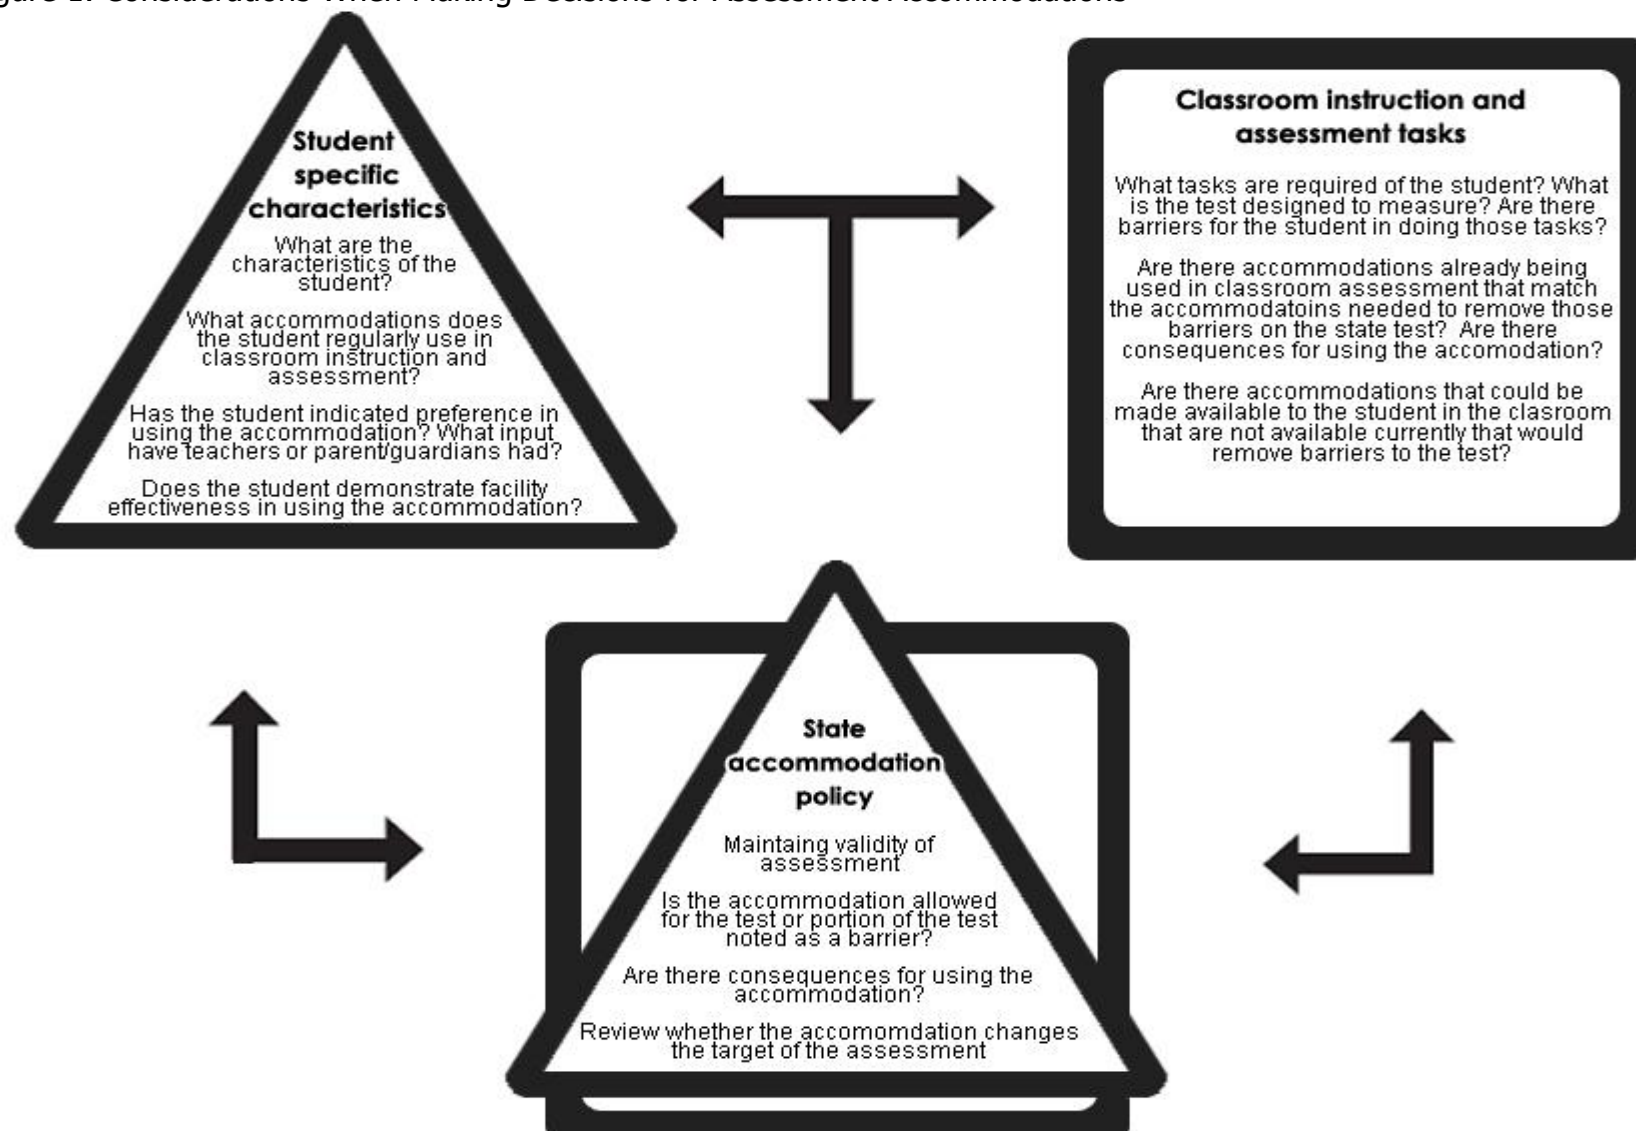 gure 1. Considerations When Making Decisions for Assessment Accommodations
Student
specific
characteristics
What are the
characteristics of the
student?
What accommodations does
the student regularly use in
classroom instruction and
assessment?
Has the student indicated preference in
using the accommodation? What input
have teachers or parent/guardians had?
Does the student demonstrate facility
effectiveness in using the accommodation?
Classroom instruction and
assessment tasks
What tasks are required of the student? What
is the test designed to measure? Are there
barriers for the student in doing those tasks?
Are there accommodations already being
used in classroom assessment that match
the accommodatoins needed to remove those
barriers on the state test? Are there
consequences for using the accomodation?
Are there accommodations that could be
made available to the student in the clasroom
that are not available currently that would
remove barriers to the test?
State
accommodation
policy
Maintaing validity of
assessment
Is the accommodation allowed
for the test or portion of the test
noted as a barrier?
Are there consequences for using the
accommodation?
Review whether the accomomdation changes
the target of the assessment